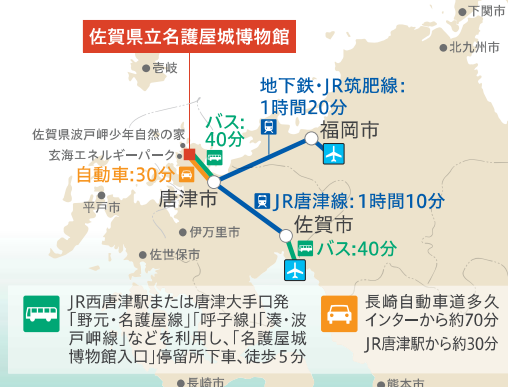 下関市
佐賀県立名護屋城博物館
北九州市
壱岐
地下鉄・JR筑肥線:
1時間20分
バス:
40分
福岡市
佐賀県波戸岬少年自然の家
玄海エネルギーパーク
自動車:30分
唐津市
JR唐津線:1時間10分
平戸市
佐賀市
伊万里市
バス:40分
佐世保市
JR西唐津駅または唐津大手口発
「野元・名護屋線」「呼子線」「湊・波
戸岬線」などを利用し、「名護屋城
博物館入口」停留所下車、徒歩5分
長崎自動車道多久
インターから約70分
JR唐津駅から約30分
長崎市
熊本市